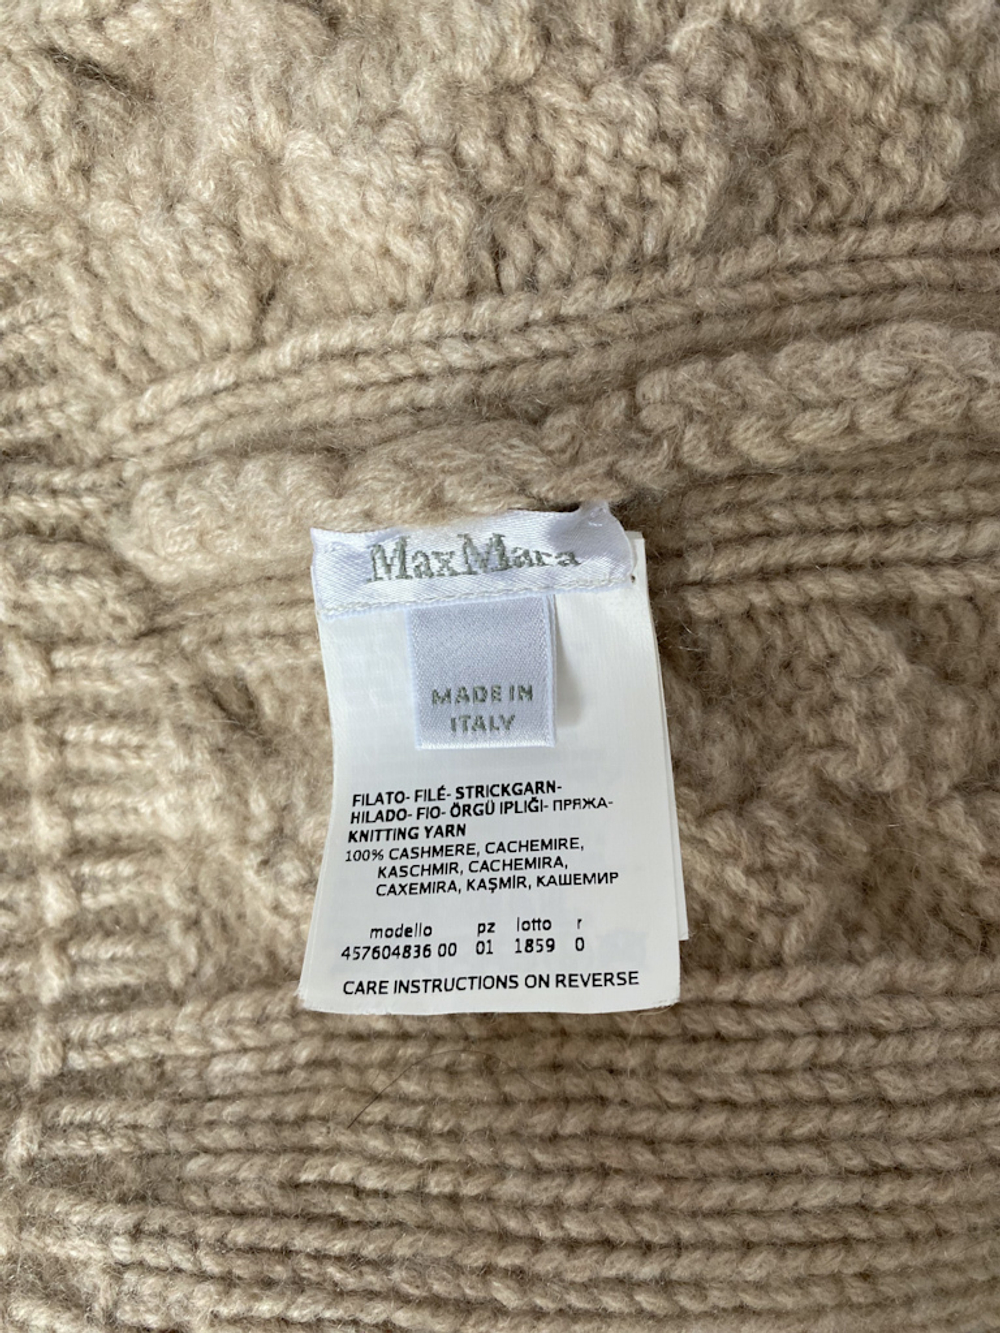 MaxMara
MADE IN
ITALY
FILATO- FILÉ- STRICKGARN-
HILADO- FIO- ÖRGÜ IPLIĞI- ПРЯЖА-
KNITTING YARN
100% CASHMERE, CACHEMIRE,
KASCHMIR, CACHEMIRA,
CAXEMIRA, KAŞMİR, КАШЕМИР
modello pz lotto r
457604836 00 01 1859 0
CARE INSTRUCTIONS ON REVERSE